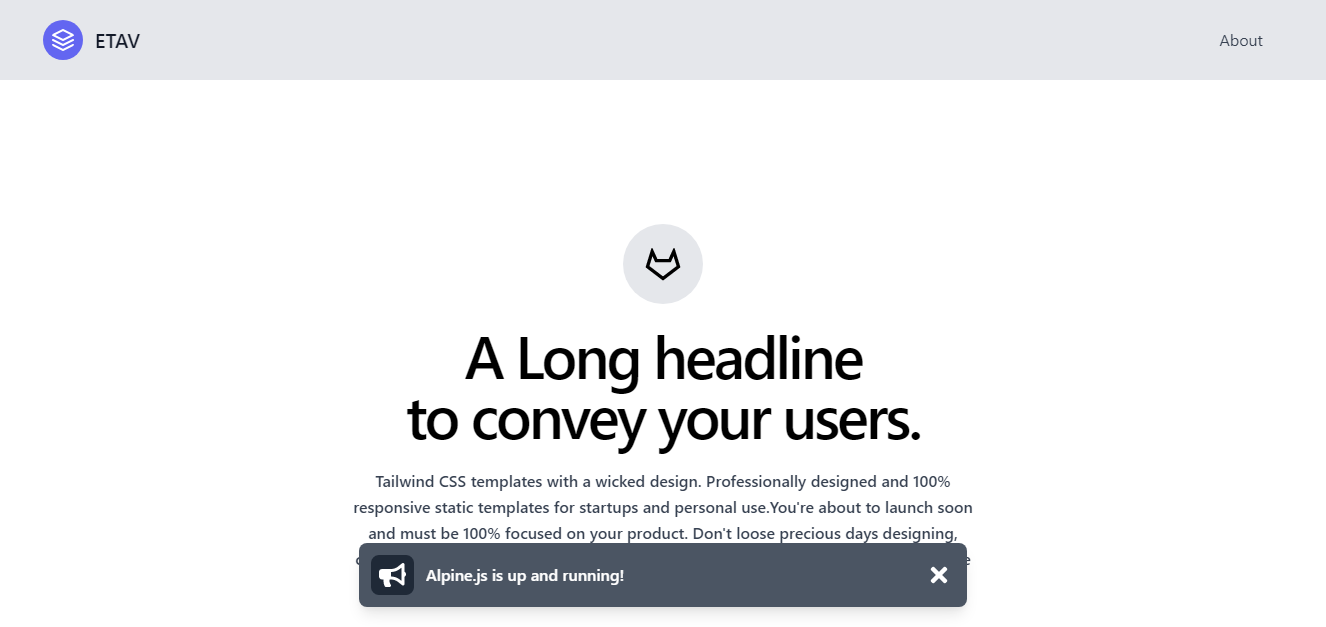 ETAV
About
A Long headline
to convey your users.
Tailwind CSS templates with a wicked design. Professionally designed and 100%
responsive static templates for startups and personal use.You're about to launch soon
and must be 100% focused on your product. Don't loose precious days designing,
Alpine.js is up and running!